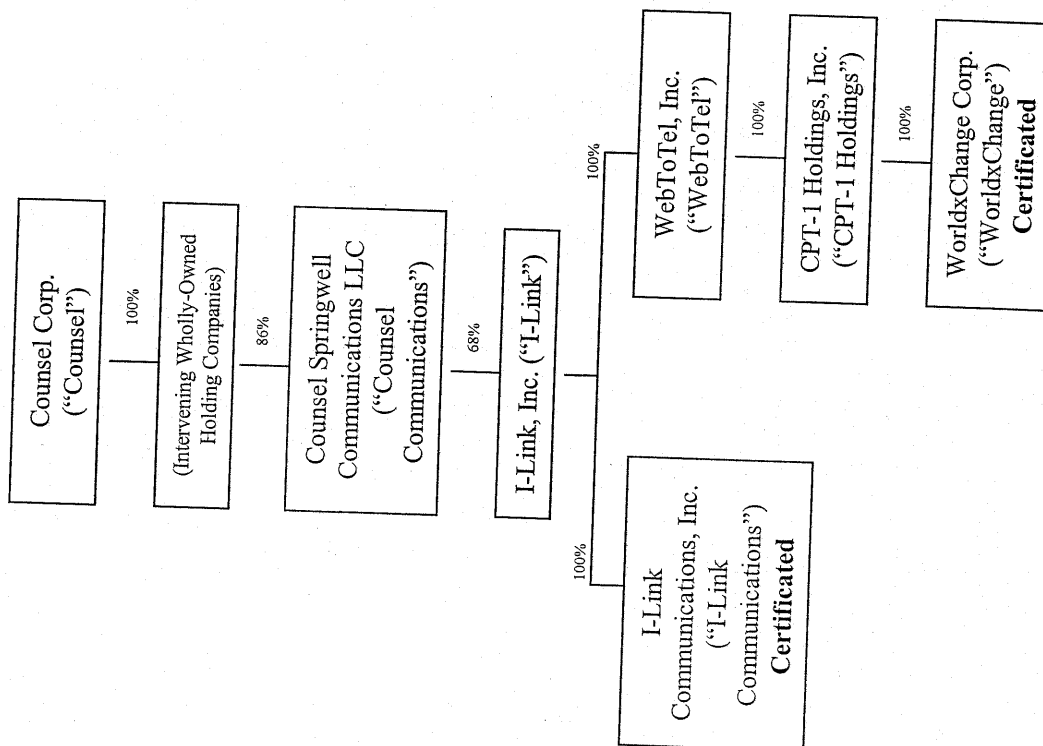 Counsel Corp.
(“Counsel”)
100%
(Intervening Wholly-Owned
Holding Companies)
86%
Counsel Springwell
Communications LLC
(“Counsel
Communications”)
68%
I-Link, Inc. (“I-Link”)
100%
100%
I-Link
Communications, Inc.
(“I-Link
Communications”)
Certificated
WebToTel, Inc.
(“WebToTel”)
100%
CPT-1 Holdings, Inc.
(“CPT-1 Holdings”)
100%
WorldxChange Corp.
(“WorldxChange”)
Certificated